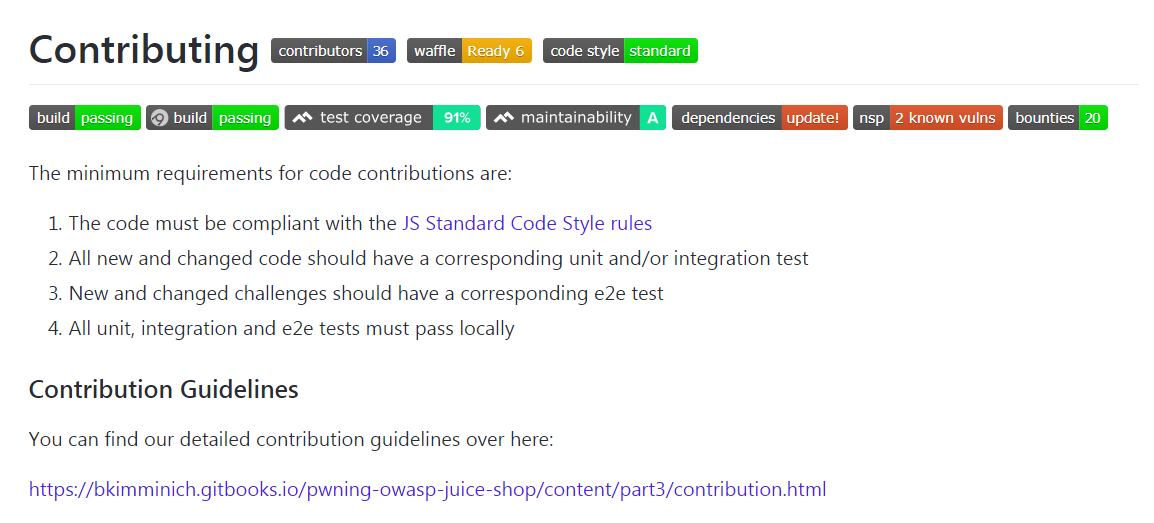 Contributing contributors 36 waffle Ready 6 code style standard
build passing build passing test coverage 91% maintainability A dependencies update! nsp 2 known vulns bounties 20
The minimum requirements for code contributions are:
1. The code must be compliant with the JS Standard Code Style rules
2. All new and changed code should have a corresponding unit and/or integration test
3. New and changed challenges should have a corresponding e2e test
4. All unit, integration and e2e tests must pass locally
Contribution Guidelines
You can find our detailed contribution guidelines over here:
https://bkimminich.gitbooks.io/pwning-owasp-juice-shop/content/part3/contribution.html